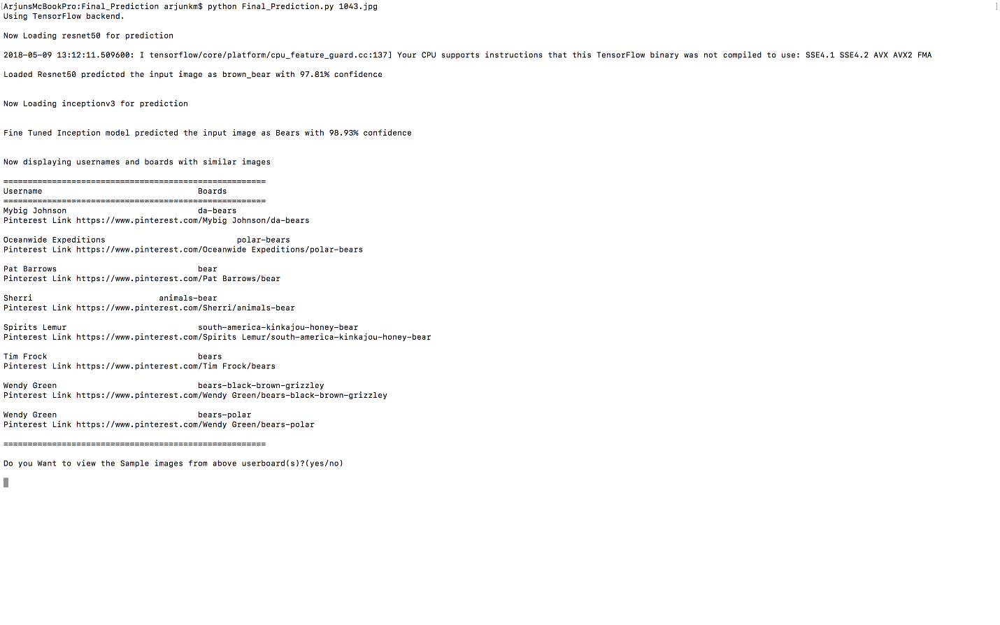 [ArjunsMcBookPro:Final_Prediction arjunkm$ python Final_Prediction.py 1043.jpg ]
Using TensorFlow backend.
Now Loading resnet50 for prediction
2018-05-09 13:12:11.509600: I tensorflow/core/platform/cpu_feature_guard.cc:137] Your CPU supports instructions that this TensorFlow binary was not compiled to use: SSE4.1 SSE4.2 AVX AVX2 FMA
Loaded Resnet50 predicted the input image as brown_bear with 97.81% confidence
Now Loading inceptionv3 for prediction
Fine Tuned Inception model predicted the input image as Bears with 98.93% confidence
Now displaying usernames and boards with similar images
======================================================
Username Boards
======================================================
Mybig Johnson da-bears
Pinterest Link https://www.pinterest.com/Mybig Johnson/da-bears
Oceanwide Expeditions polar-bears
Pinterest Link https://www.pinterest.com/Oceanwide Expeditions/polar-bears
Pat Barrows bear
Pinterest Link https://www.pinterest.com/Pat Barrows/bear
Sherri animals-bear
Pinterest Link https://www.pinterest.com/Sherri/animals-bear
Spirits Lemur south-america-kinkajou-honey-bear
Pinterest Link https://www.pinterest.com/Spirits Lemur/south-america-kinkajou-honey-bear
Tim Frock bears
Pinterest Link https://www.pinterest.com/Tim Frock/bears
Wendy Green bears-black-brown-grizzley
Pinterest Link https://www.pinterest.com/Wendy Green/bears-black-brown-grizzley
Wendy Green bears-polar
Pinterest Link https://www.pinterest.com/Wendy Green/bears-polar
======================================================
Do you Want to view the Sample images from above userboard(s)?(yes/no)